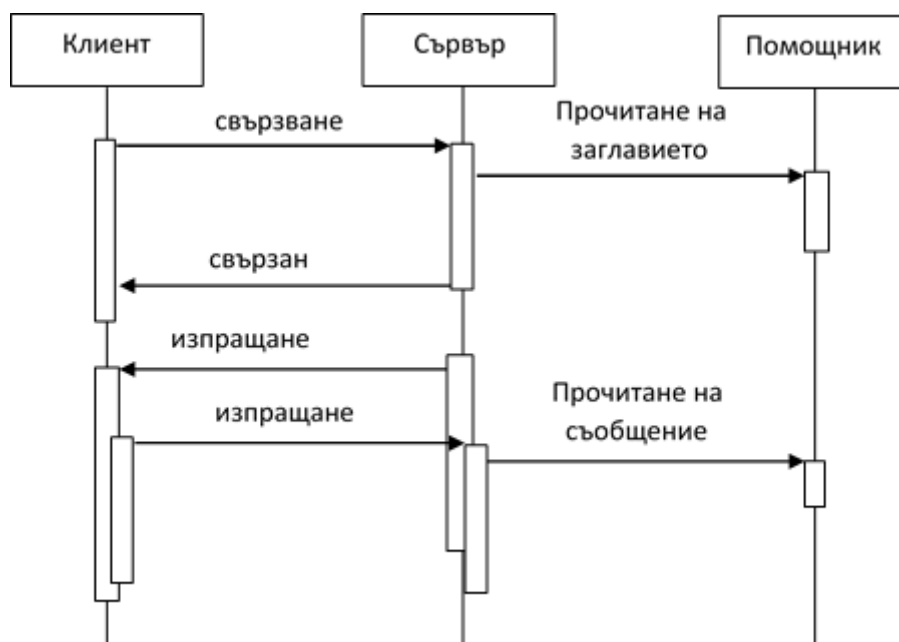 Клиент
Сървър
Помощник
свързване
Прочитане на
заглавието
свързан
изпращане
изпращане
Прочитане на
съобщение